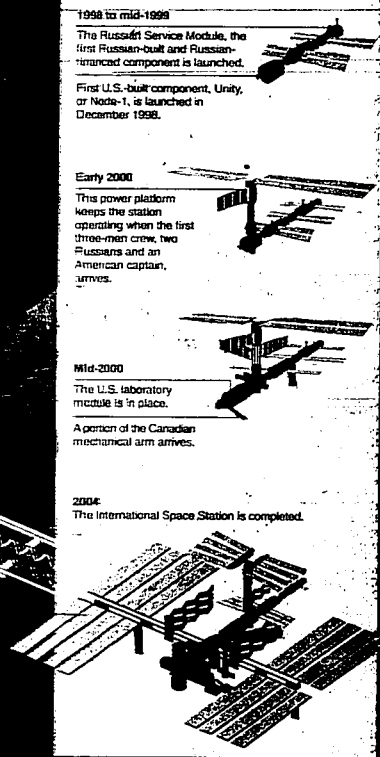 1998 to mid-1999
The Russian Service Module, the
first Russian-built and Russian-
financed component is launched.
First U.S.-built component, Unity,
or Node-1, is launched in
December 1998.
Early 2000
This power platform
keeps the station
operating when the first
three-men crew, two
Russians and an
American captain,
arrives.
Mid-2000
The U.S. laboratory
module is in place.
A portion of the Canadian
mechanical arm arrives.
2004
The International Space Station is completed.